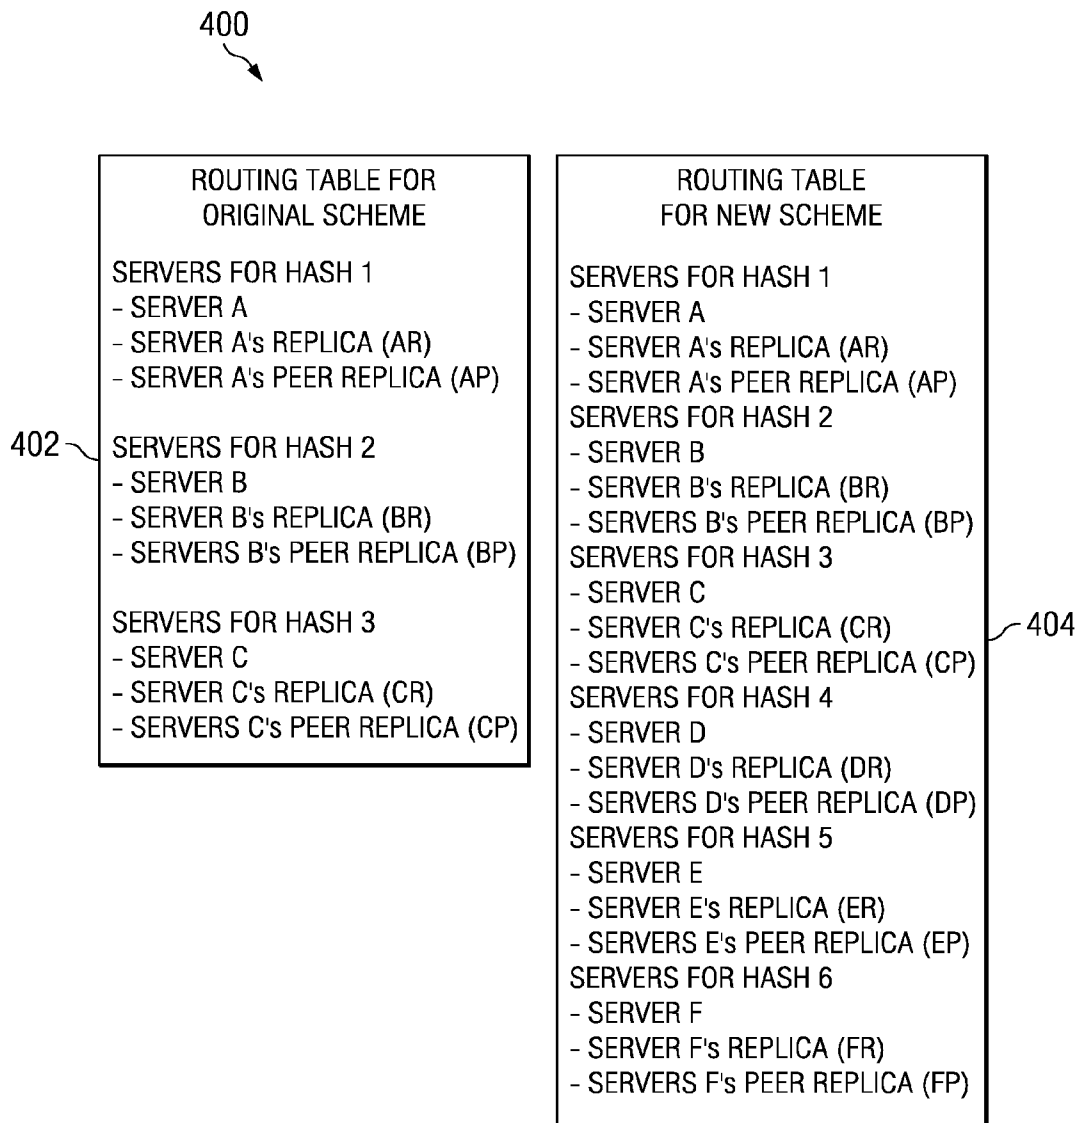 400
ROUTING TABLE FOR
ORIGINAL SCHEME
SERVERS FOR HASH 1
- SERVER A
- SERVER A's REPLICA (AR)
- SERVER A's PEER REPLICA (AP)
SERVERS FOR HASH 2
- SERVER B
- SERVER B's REPLICA (BR)
- SERVERS B's PEER REPLICA (BP)
SERVERS FOR HASH 3
- SERVER C
- SERVER C's REPLICA (CR)
- SERVERS C's PEER REPLICA (CP)
402
ROUTING TABLE
FOR NEW SCHEME
SERVERS FOR HASH 1
- SERVER A
- SERVER A's REPLICA (AR)
- SERVER A's PEER REPLICA (AP)
SERVERS FOR HASH 2
- SERVER B
- SERVER B's REPLICA (BR)
- SERVERS B's PEER REPLICA (BP)
SERVERS FOR HASH 3
- SERVER C
- SERVER C's REPLICA (CR)
- SERVERS C's PEER REPLICA (CP)
SERVERS FOR HASH 4
- SERVER D
- SERVER D's REPLICA (DR)
- SERVERS D's PEER REPLICA (DP)
SERVERS FOR HASH 5
- SERVER E
- SERVER E's REPLICA (ER)
- SERVERS E's PEER REPLICA (EP)
SERVERS FOR HASH 6
- SERVER F
- SERVER F's REPLICA (FR)
- SERVERS F's PEER REPLICA (FP)
404